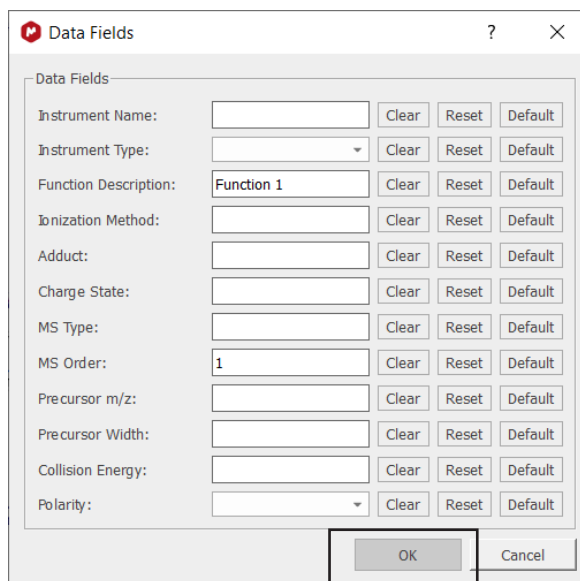 Data Fields ?
Data Fields
Instrument Name: Clear Reset Default
Instrument Type: Clear Reset Default
Function Description: Function 1 Clear Reset Default
Ionization Method: Clear Reset Default
Adduct: Clear Reset Default
Charge State: Clear Reset Default
MS Type: Clear Reset Default
MS Order: 1 Clear Reset Default
Precursor m/z: Clear Reset Default
Precursor Width: Clear Reset Default
Collision Energy: Clear Reset Default
Polarity: Clear Reset Default
OK Cancel